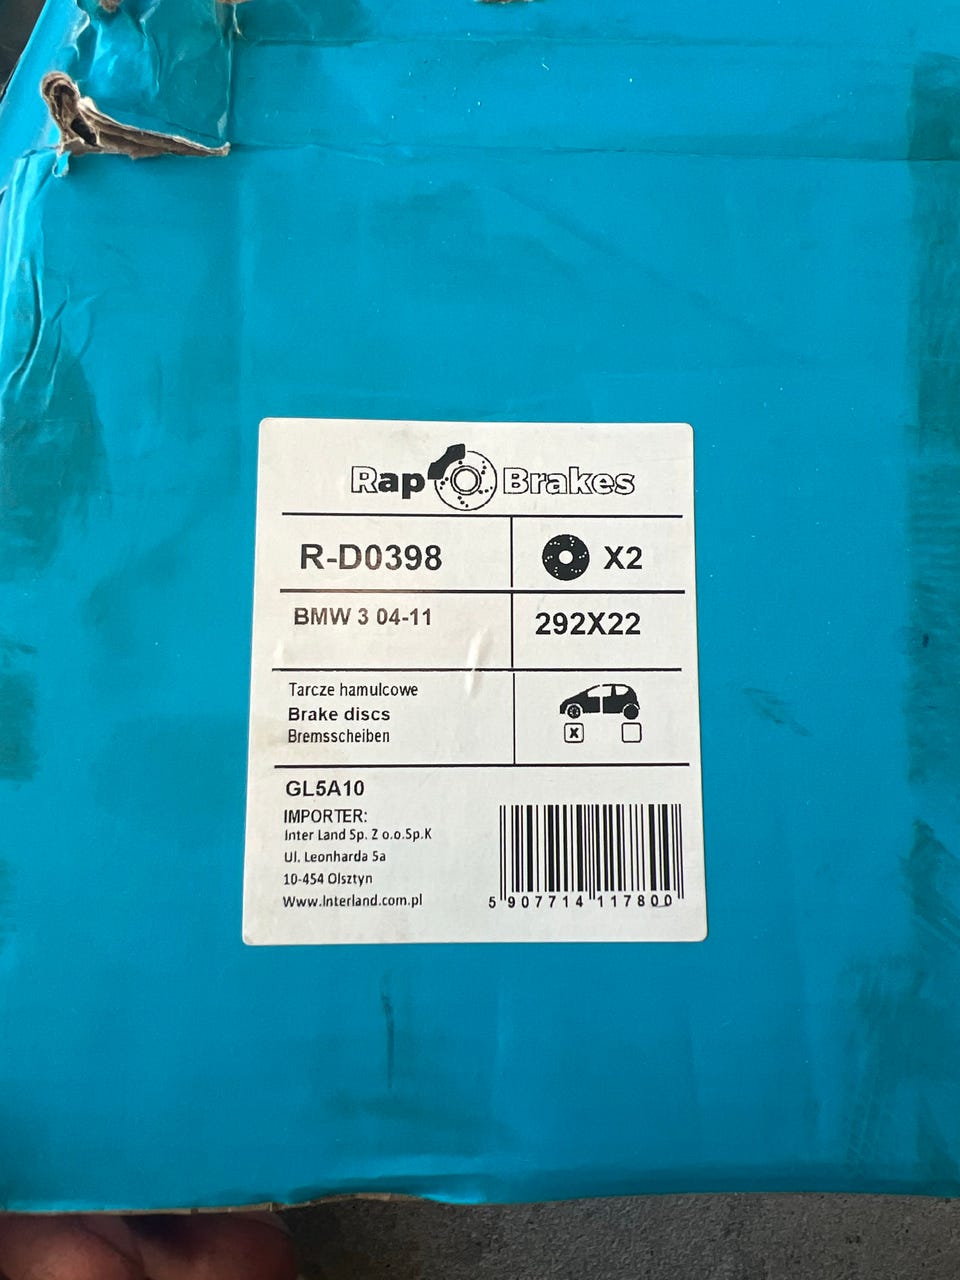 Rap Brakes
R-D0398
X2
BMW 3 04-11
292X22
Tarcze hamulcowe
Brake discs
Bremsscheiben
X
GL5A10
IMPORTER:
Inter Land Sp. Z o.o.Sp.K
Ul. Leonharda 5a
10-454 Olsztyn
Www.Interland.com.pl
5 907714 117800